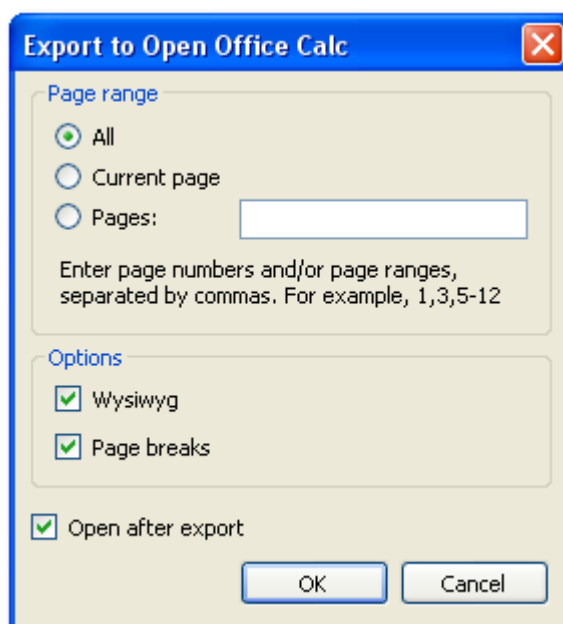 Export to Open Office Calc
Page range
All
Current page
Pages:
Enter page numbers and/or page ranges,
separated by commas. For example, 1,3,5-12
Options
Wysiwyg
Page breaks
Open after export
OK Cancel